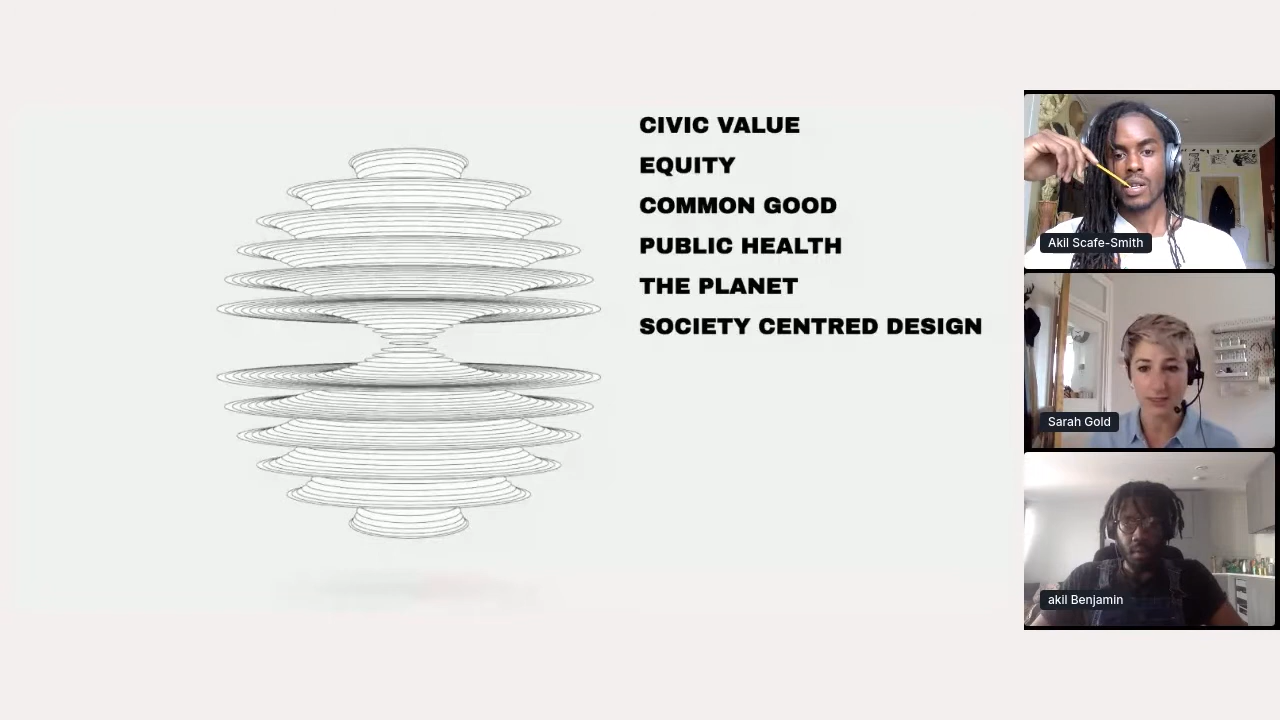 CIVIC VALUE
EQUITY
COMMON GOOD
PUBLIC HEALTH
THE PLANET
SOCIETY CENTRED DESIGN
Akil Scafe-Smith
Sarah Gold
akil Benjamin